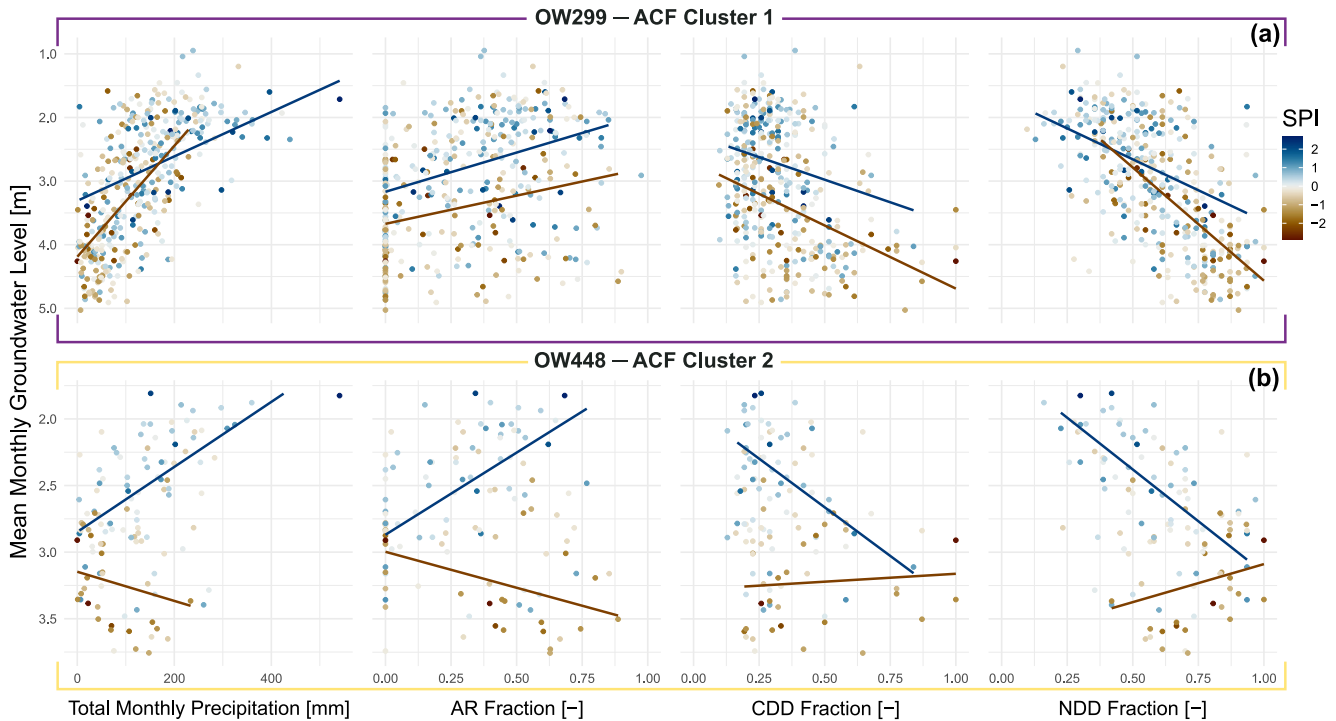 OW299 — ACF Cluster 1
(a)
1.0
2.0
3.0
4.0
5.0
SPI
2
1
0
−1
−2
Mean Monthly Groundwater Level [m]
OW448 — ACF Cluster 2
(b)
2.0
2.5
3.0
3.5
0 200 400
0.00 0.25 0.50 0.75 1.00
0.00 0.25 0.50 0.75 1.00
0.00 0.25 0.50 0.75 1.00
Total Monthly Precipitation [mm]
AR Fraction [−]
CDD Fraction [−]
NDD Fraction [−]